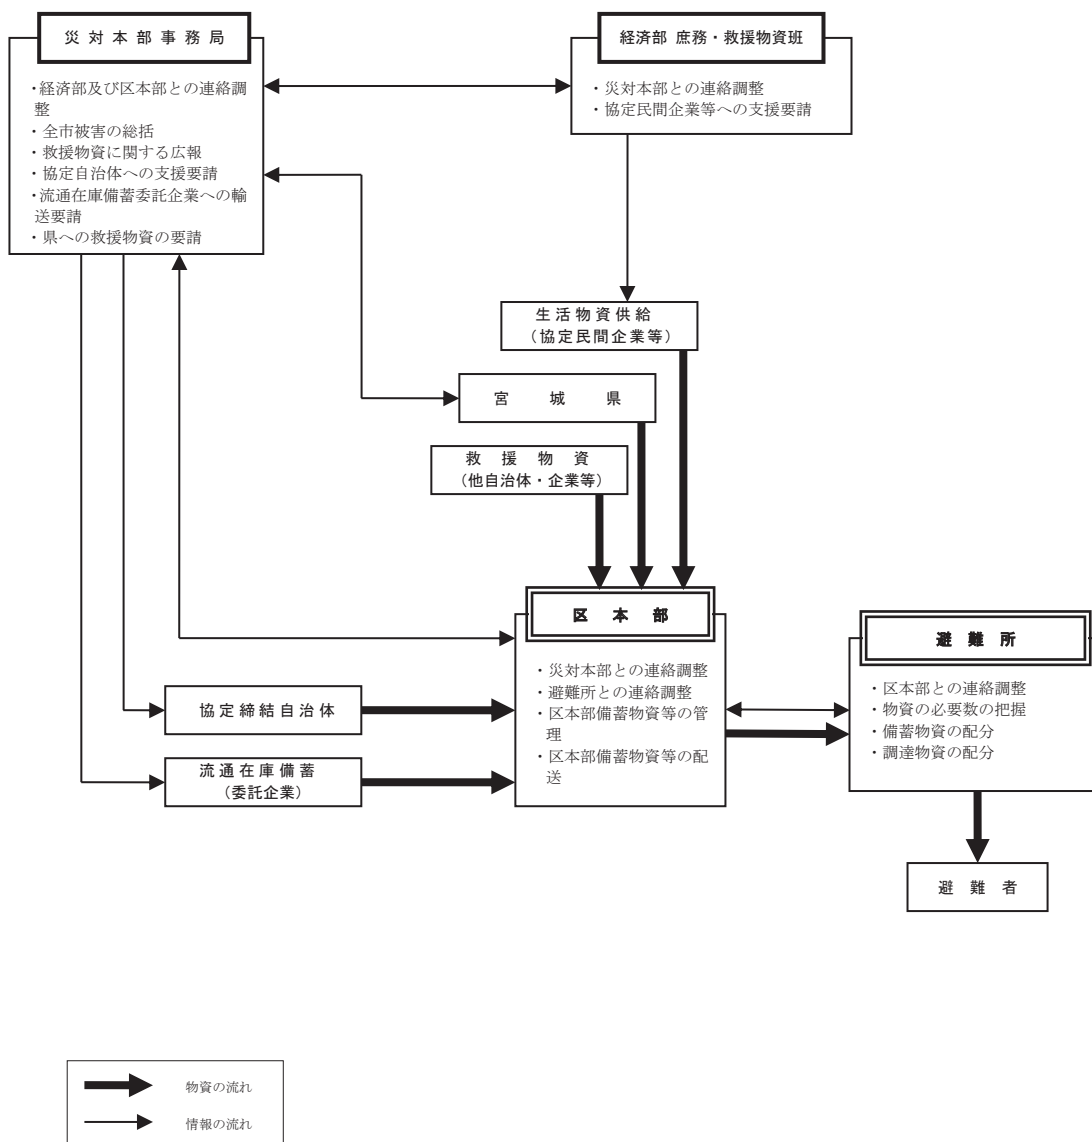 災対本部事務局
・経済部及び区本部との連絡調
整
・全市被害の総括
・救援物資に関する広報
・協定自治体への支援要請
・流通在庫備蓄委託企業への輸
送要請
・県への救援物資の要請
経済部 庶務・救援物資班
・災対本部との連絡調整
・協定民間企業等への支援要請
生活物資供給
（協定民間企業等）
宮城県
救援物資
（他自治体・企業等）
区本部
・災対本部との連絡調整
・避難所との連絡調整
・区本部備蓄物資等の管
理
・区本部備蓄物資等の配
送
避難所
・区本部との連絡調整
・物資の必要数の把握
・備蓄物資の配分
・調達物資の配分
協定締結自治体
流通在庫備蓄
（委託企業）
避難者
物資の流れ
情報の流れ